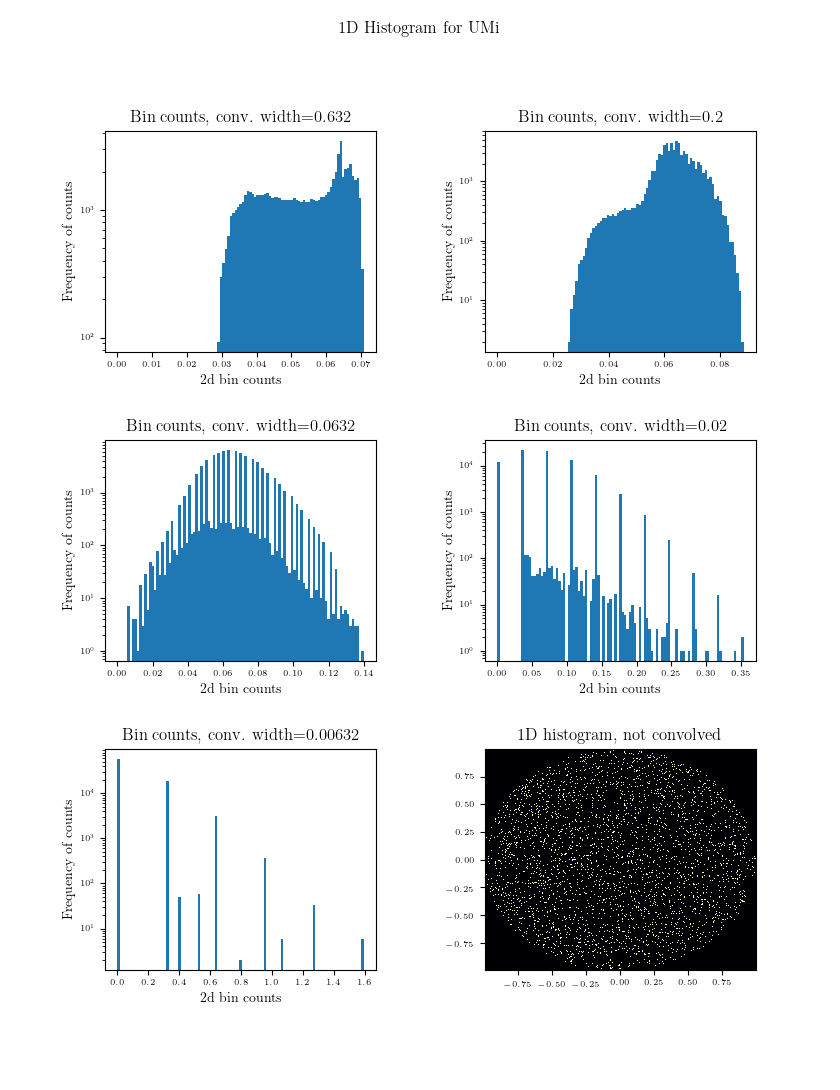 1D Histogram for UMi
Bin counts, conv. width=0.632
Frequency of counts
10³
10²
0.00 0.01 0.02 0.02 0.03 0.04 0.05 0.06 0.07
2d bin counts
Bin counts, conv. width=0.2
Frequency of counts
10³
10²
10¹
0.00 0.02 0.04 0.06 0.08
2d bin counts
Bin counts, conv. width=0.0632
Frequency of counts
10³
10²
10¹
10⁰
0.00 0.02 0.04 0.06 0.08 0.10 0.12 0.14
2d bin counts
Bin counts, conv. width=0.02
Frequency of counts
10⁴
10³
10²
10¹
10⁰
0.00 0.05 0.10 0.15 0.20 0.25 0.30 0.35
2d bin counts
Bin counts, conv. width=0.00632
Frequency of counts
10⁴
10³
10²
10¹
0.0 0.2 0.4 0.6 0.8 1.0 1.2 1.4 1.6
2d bin counts
1D histogram, not convolved
0.75
0.50
0.25
0.00
−0.25
−0.50
−0.75
−0.75 −0.50 −0.25 0.00 0.25 0.50 0.75